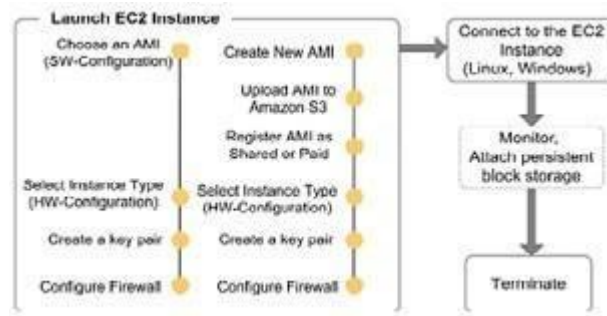 Launch EC2 Instance
Choose an AMI
(SW-Configuration)
Select Instance Type
(HW-Configuration)
Create a key pair
Configure Firewall
Create New AMI
Upload AMI to
Amazon S3
Register AMI as
Shared or Paid
Select Instance Type
(HW-Configuration)
Create a key pair
Configure Firewall
Connect to the EC2
Instance
(Linux, Windows)
Monitor,
Attach persistent
block storage
Terminate